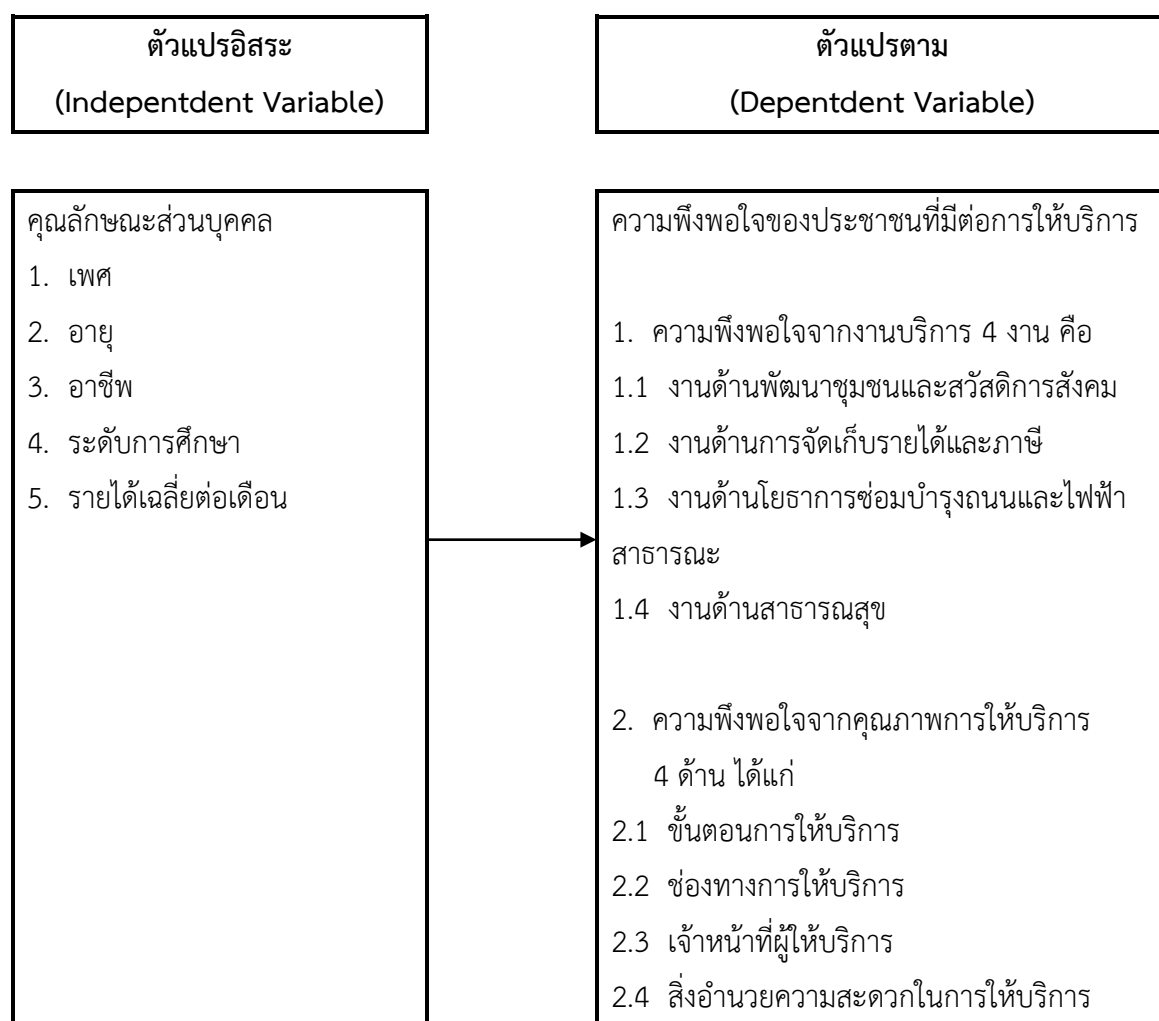 ตัวแปรอิสระ
(Indepentdent Variable)
ตัวแปรตาม
(Depentdent Variable)
คุณลักษณะส่วนบุคคล
1. เพศ
2. อายุ
3. อาชีพ
4. ระดับการศึกษา
5. รายได้เฉลี่ยต่อเดือน
ความพึงพอใจของประชาชนที่มีต่อการให้บริการ
1. ความพึงพอใจจากงานบริการ 4 งาน คือ
1.1 งานด้านพัฒนาชุมชนและสวัสดิการสังคม
1.2 งานด้านการจัดเก็บรายได้และภาษี
1.3 งานด้านโยธาการซ่อมบำรุงถนนและไฟฟ้า
สาธารณะ
1.4 งานด้านสาธารณสุข
2. ความพึงพอใจจากคุณภาพการให้บริการ
4 ด้าน ได้แก่
2.1 ขั้นตอนการให้บริการ
2.2 ช่องทางการให้บริการ
2.3 เจ้าหน้าที่ผู้ให้บริการ
2.4 สิ่งอำนวยความสะดวกในการให้บริการ